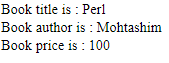 Book title is : Perl
Book author is : Mohtashim
Book price is : 100